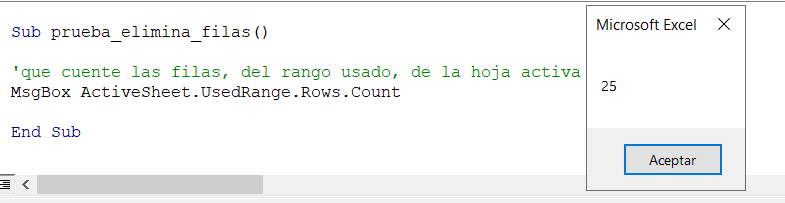 Sub prueba_elimina_filas()
'que cuente las filas, del rango usado, de la hoja activa
MsgBox ActiveSheet.UsedRange.Rows.Count
End Sub
Microsoft Excel
25
Aceptar